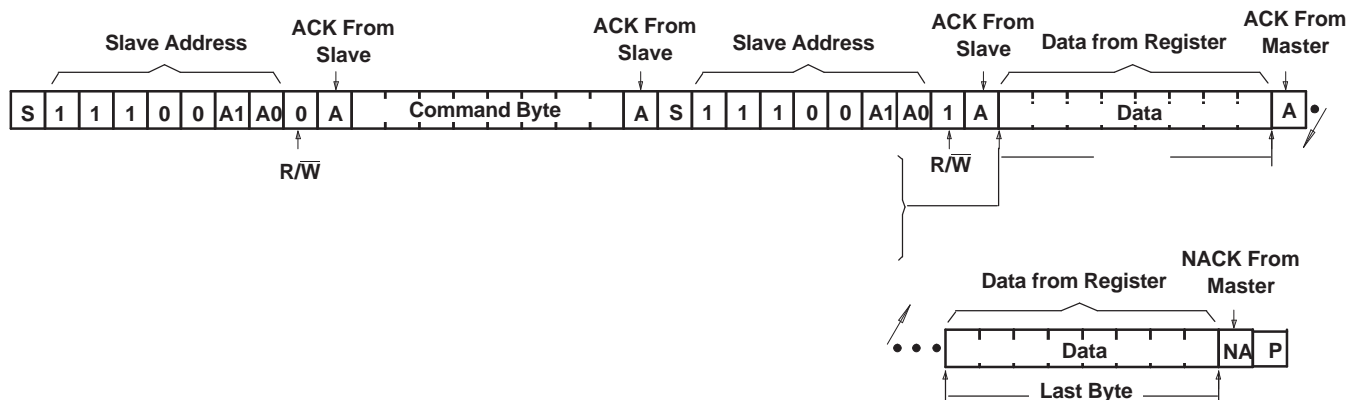 Slave Address
ACK From
Slave
ACK From
Slave
Slave Address
ACK From
Slave
Data from Register
ACK From
Master
S 1 1 1 0 0 A1 A0 0 A Command Byte A S 1 1 1 0 0 A1 A0 1 A Data A
R/W̅
R/W̅
Data from Register
NACK From
Master
Data NA P
Last Byte